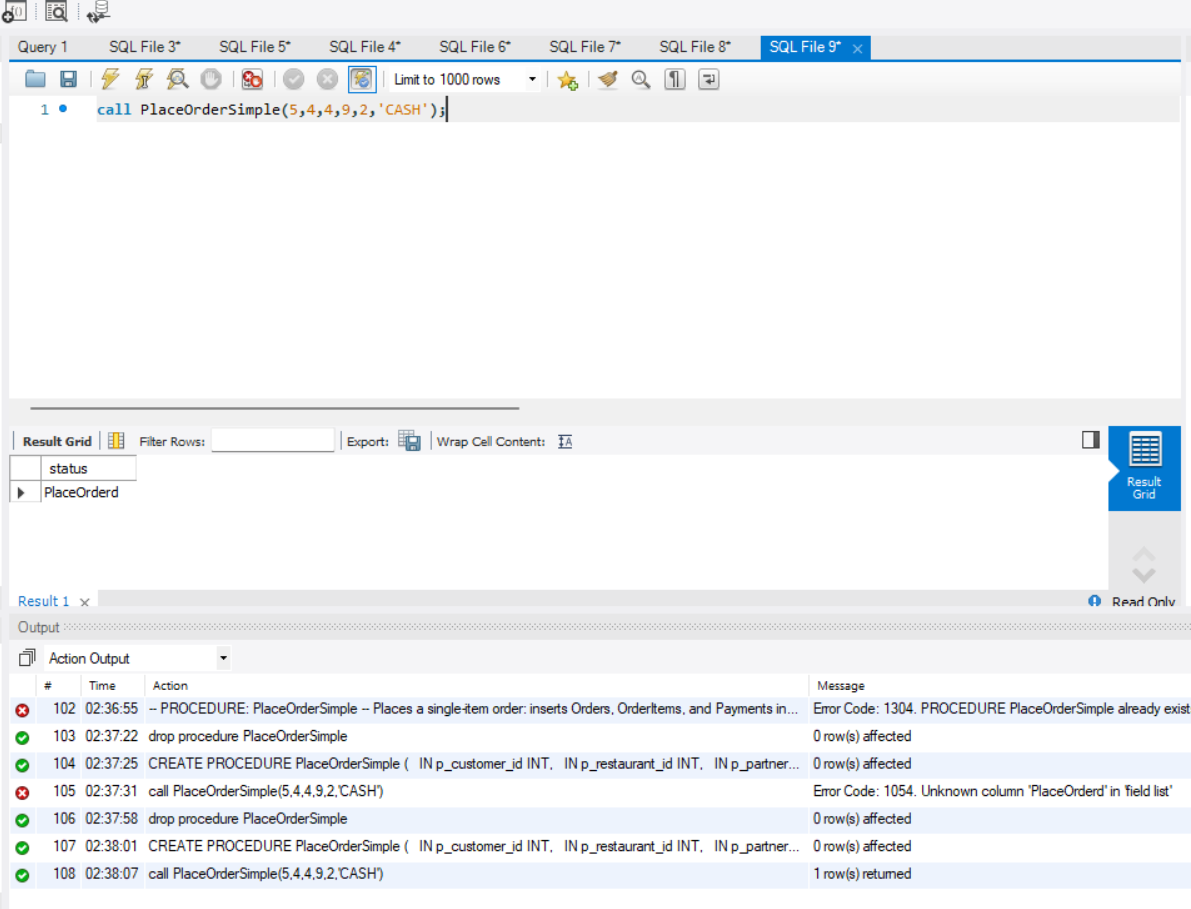 Query 1 SQL File 3* SQL File 5* SQL File 4* SQL File 6* SQL File 7* SQL File 8* SQL File 9*
Limit to 1000 rows
1 call PlaceOrderSimple(5,4,4,9,2,'CASH');
Result Grid Filter Rows: Export: Wrap Cell Content:
status
PlaceOrderd
Result
Grid
Result 1 Read Only
Output
Action Output
# Time Action Message
102 02:36:55 -- PROCEDURE: PlaceOrderSimple -- Places a single-item order: inserts Orders, OrderItems, and Payments in... Error Code: 1304. PROCEDURE PlaceOrderSimple already exists
103 02:37:22 drop procedure PlaceOrderSimple 0 row(s) affected
104 02:37:25 CREATE PROCEDURE PlaceOrderSimple ( IN p_customer_id INT, IN p_restaurant_id INT, IN p_partner... 0 row(s) affected
105 02:37:31 call PlaceOrderSimple(5,4,4,9,2,'CASH') Error Code: 1054. Unknown column 'PlaceOrderd' in 'field list'
106 02:37:58 drop procedure PlaceOrderSimple 0 row(s) affected
107 02:38:01 CREATE PROCEDURE PlaceOrderSimple ( IN p_customer_id INT, IN p_restaurant_id INT, IN p_partner... 0 row(s) affected
108 02:38:07 call PlaceOrderSimple(5,4,4,9,2,'CASH') 1 row(s) returned